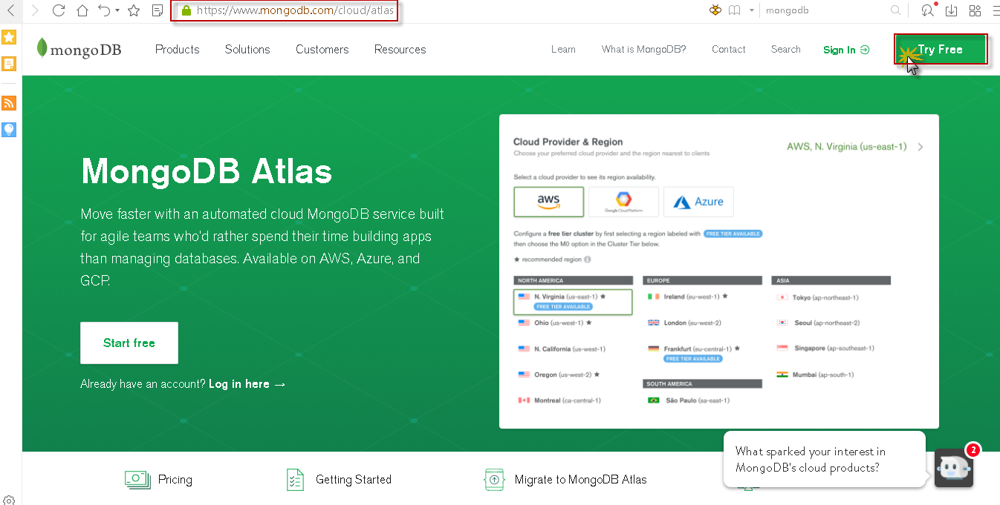 https://www.mongodb.com/cloud/atlas
mongodb
mongoDB
Products
Solutions
Customers
Resources
Learn
What is MongoDB?
Contact
Search
Sign In
Try Free
MongoDB Atlas
Move faster with an automated cloud MongoDB service built
for agile teams who'd rather spend their time building apps
than managing databases. Available on AWS, Azure, and
GCP.
Start free
Already have an account? Log in here →
Cloud Provider & Region
Choose your preferred cloud provider and the region nearest to clients
AWS, N. Virginia (us-east-1)
Select a cloud provider to see its region availability.
aws
Google Cloud Platform
Azure
Configure a free tier cluster by first selecting a region labeled with FREE TIER AVAILABLE
then choose the M0 option in the Cluster Tier below.
★ recommended region
NORTH AMERICA
N. Virginia (us-east-1) ★
FREE TIER AVAILABLE
Ohio (us-west-1) ★
N. California (us-west-1)
Oregon (us-west-2) ★
Montreal (ca-central-1)
EUROPE
Ireland (eu-west-1) ★
London (eu-west-2)
Frankfurt (eu-central-1) ★
FREE TIER AVAILABLE
SOUTH AMERICA
São Paulo (sa-east-1)
ASIA
Tokyo (ap-northeast-1)
Seoul (ap-northeast-2)
Singapore (ap-southeast-1)
Mumbai (ap-south-1)
What sparked your interest in
MongoDB's cloud products?
2
Pricing
Getting Started
Migrate to MongoDB Atlas